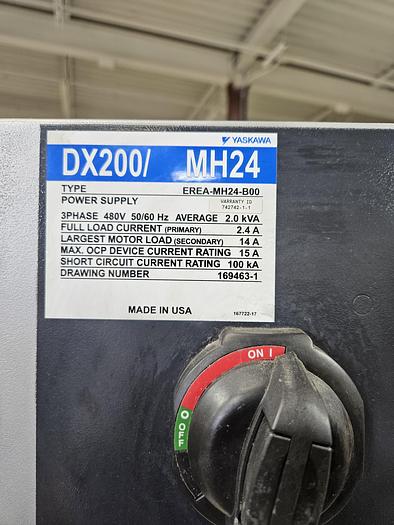 YASKAWA
DX200/ MH24
TYPE EREA-MH24-B00
POWER SUPPLY WARRANTY ID
742742-1-1
3PHASE 480V 50/60 Hz AVERAGE 2.0 kVA
FULL LOAD CURRENT (PRIMARY) 2.4 A
LARGEST MOTOR LOAD (SECONDARY) 14 A
MAX. OCP DEVICE CURRENT RATING 15 A
SHORT CIRCUIT CURRENT RATING 100 kA
DRAWING NUMBER 169463-1
MADE IN USA 167722-17
ON I
O OFF